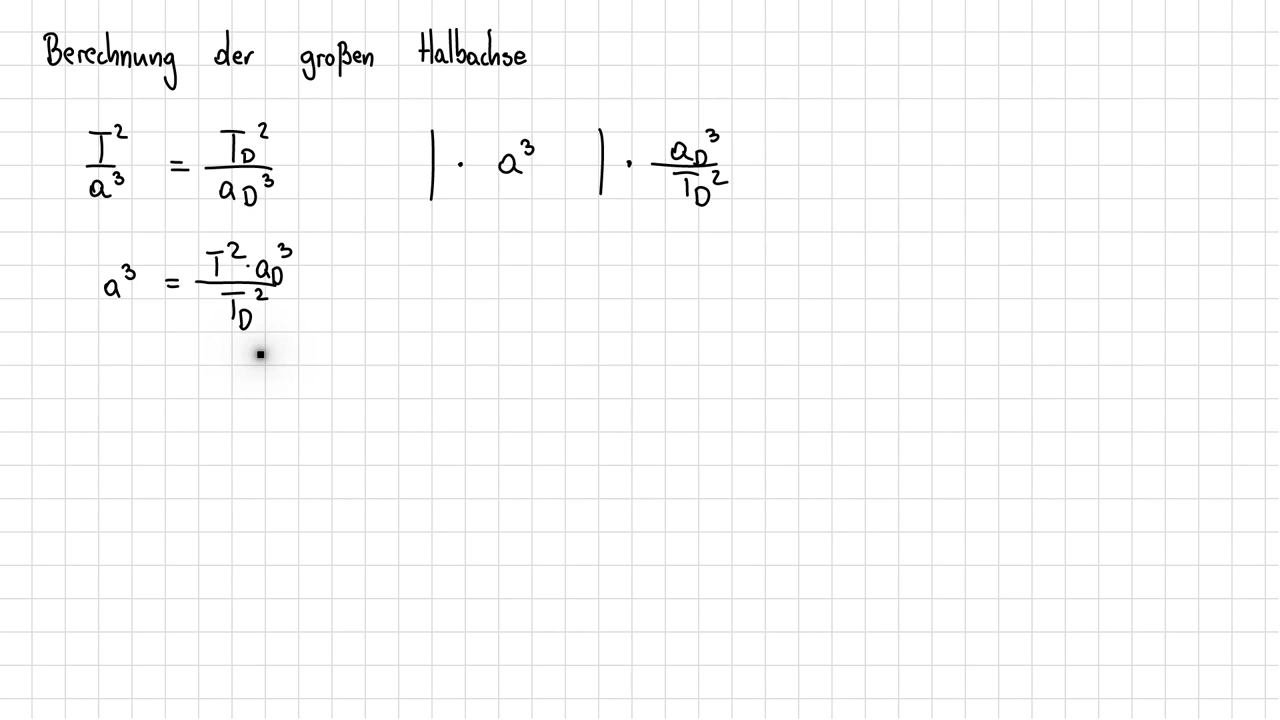 Berechnung der großen Halbachse
T²/a³ = T_D²/a_D³ | · a³ | · a_D³/T_D²
a³ = T²·a_D³/T_D²